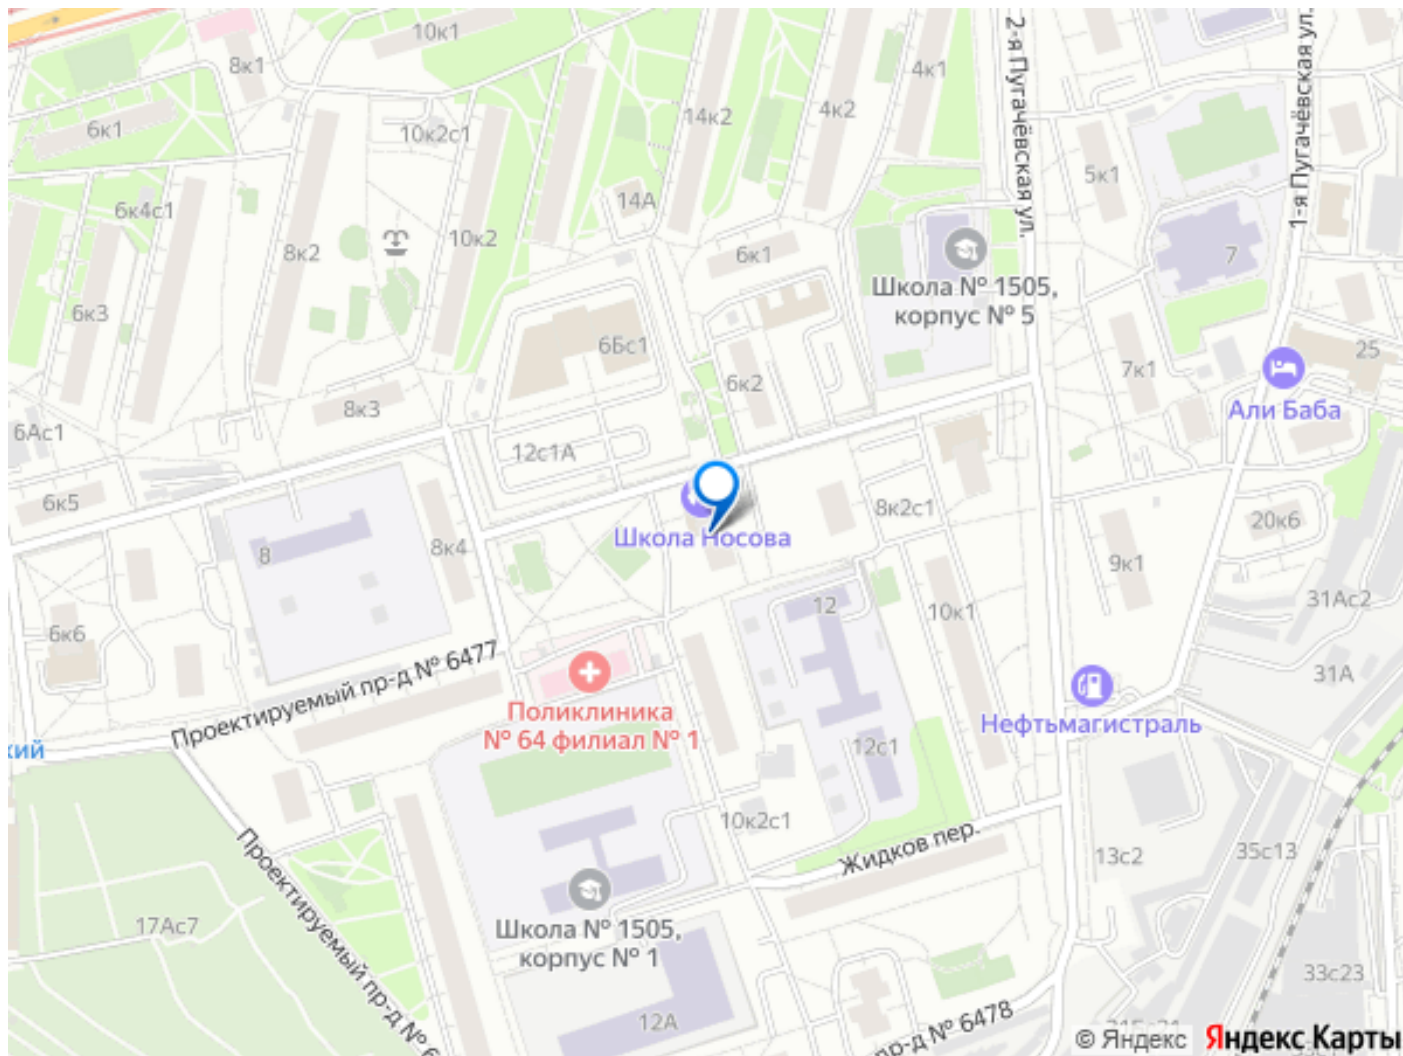 10к1
8к1
6к1
10к2с1
14к2
4к2
4к1
2-я Пугачёвская ул.
1-я Пугачёвская ул.
5к1
6к4с1
14А
8к2
10к2
6к1
7
Школа № 1505,
корпус № 5
6к3
6Бс1
25
7к1
6к2
Али Баба
8к3
6Ас1
12с1А
6к5
8к2с1
20к6
Школа Носова
8
8к4
9к1
12
10к1
31Ас2
6к6
Проектируемый пр-д № 6477
31А
Поликлиника
№ 64 филиал № 1
Нефтьмагистраль
кий
12с1
10к2с1
Жидков пер.
13с2
35с13
Проектируемый пр-д № 6
17Ас7
Школа № 1505,
корпус № 1
33с23
12А
пр-д № 6478
© Яндекс Яндекс Карты